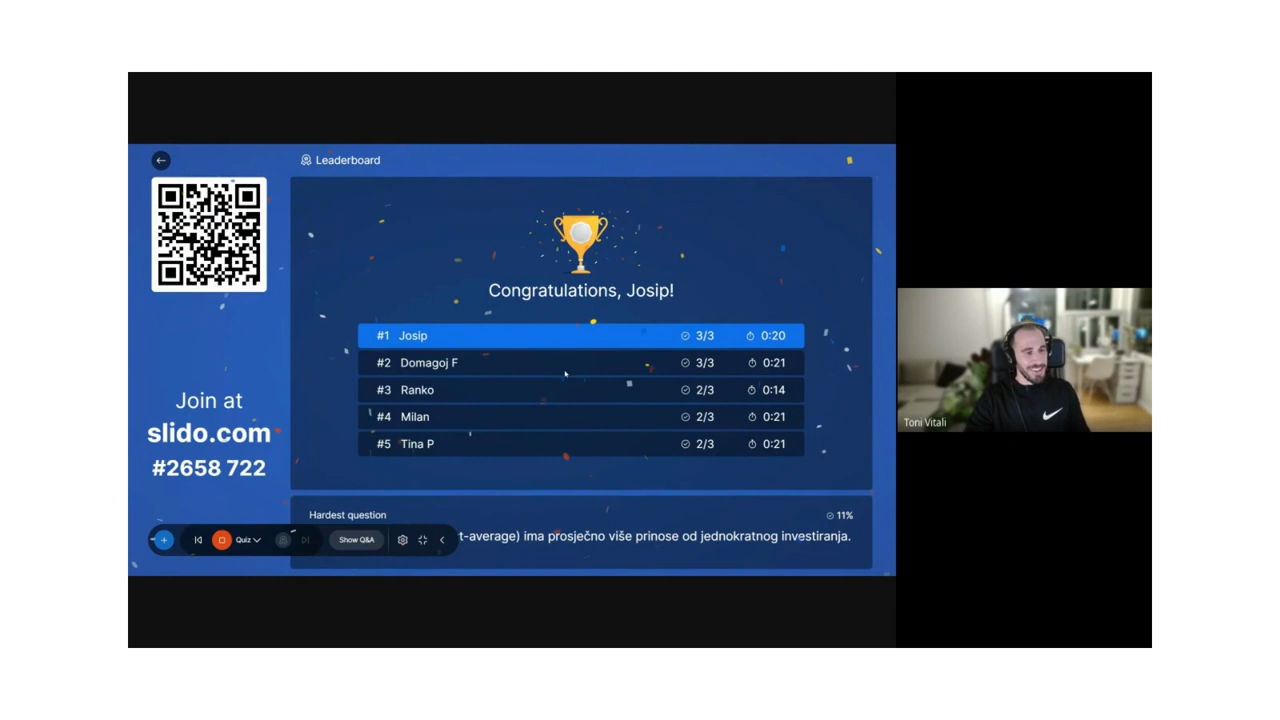 Leaderboard
Congratulations, Josip!
#1 Josip 3/3 0:20
#2 Domagoj F 3/3 0:21
#3 Ranko 2/3 0:14
#4 Milan 2/3 0:21
#5 Tina P 2/3 0:21
Join at
slido.com
#2658 722
Hardest question 11%
t-average) ima prosječno više prinose od jednokratnog investiranja.
Quiz
Show Q&A
Toni Vitali